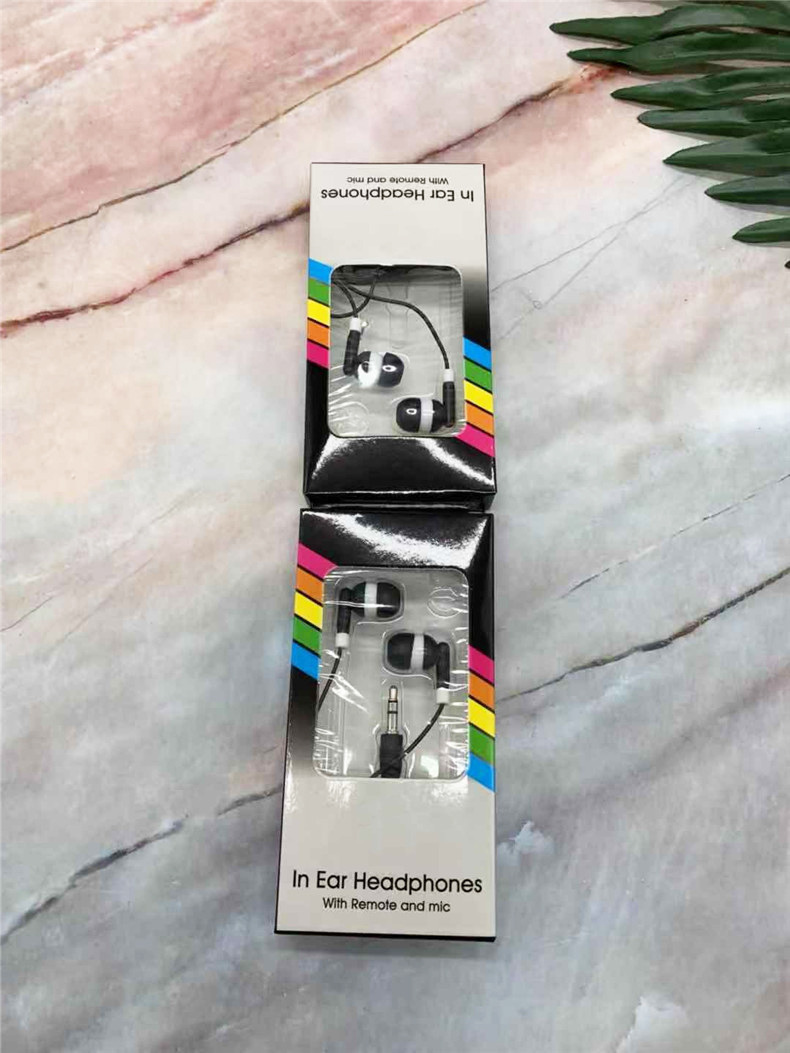 With Remote and mic
In Ear Headphones
In Ear Headphones
With Remote and mic